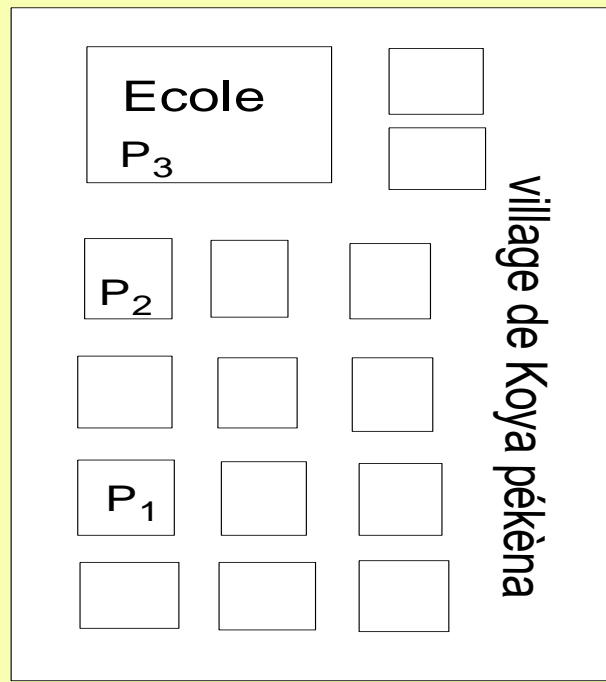 Ecole
P₃
P₂
P₁
village de Koya pékèna